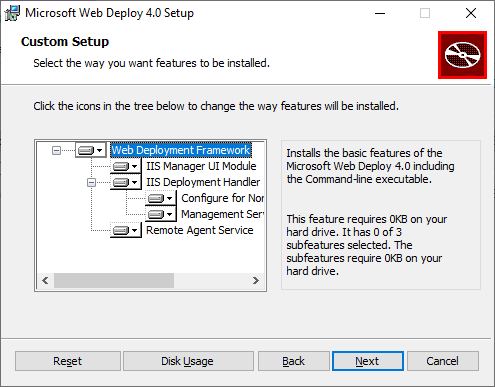 Microsoft Web Deploy 4.0 Setup
Custom Setup
Select the way you want features to be installed.
Click the icons in the tree below to change the way features will be installed.
Web Deployment Framework
IIS Manager UI Module
IIS Deployment Handler
Configure for Nor
Management Serv
Remote Agent Service
Installs the basic features of the
Microsoft Web Deploy 4.0 including
the Command-line executable.
This feature requires 0KB on your
hard drive. It has 0 of 3
subfeatures selected. The
subfeatures require 0KB on your
hard drive.
Reset
Disk Usage
Back
Next
Cancel